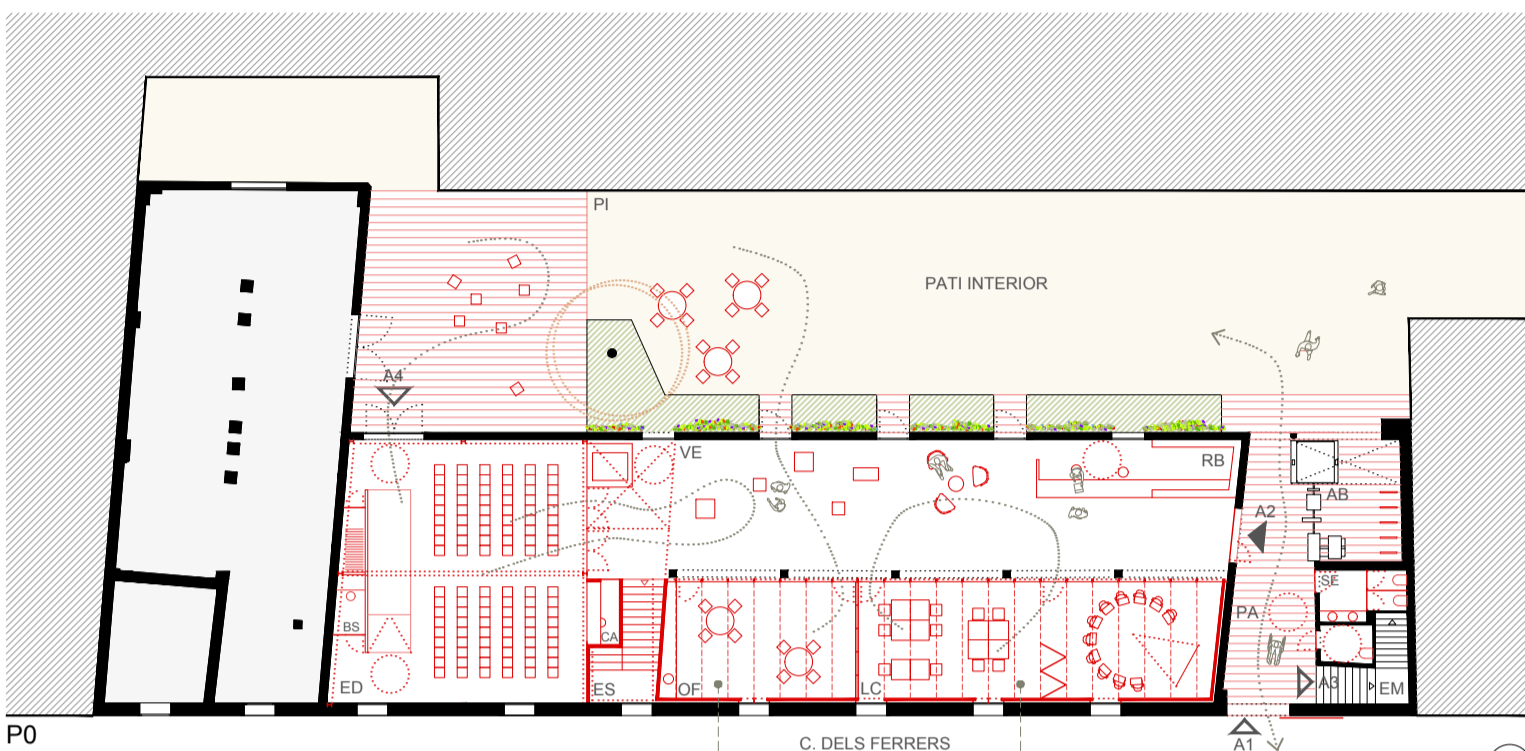 PI
PATI INTERIOR
A4
VE
RB
AB
A2
SE
BS
CA
PA
ED
ES
OF
LC
A3
EM
P0
C. DELS FERRERS
A1